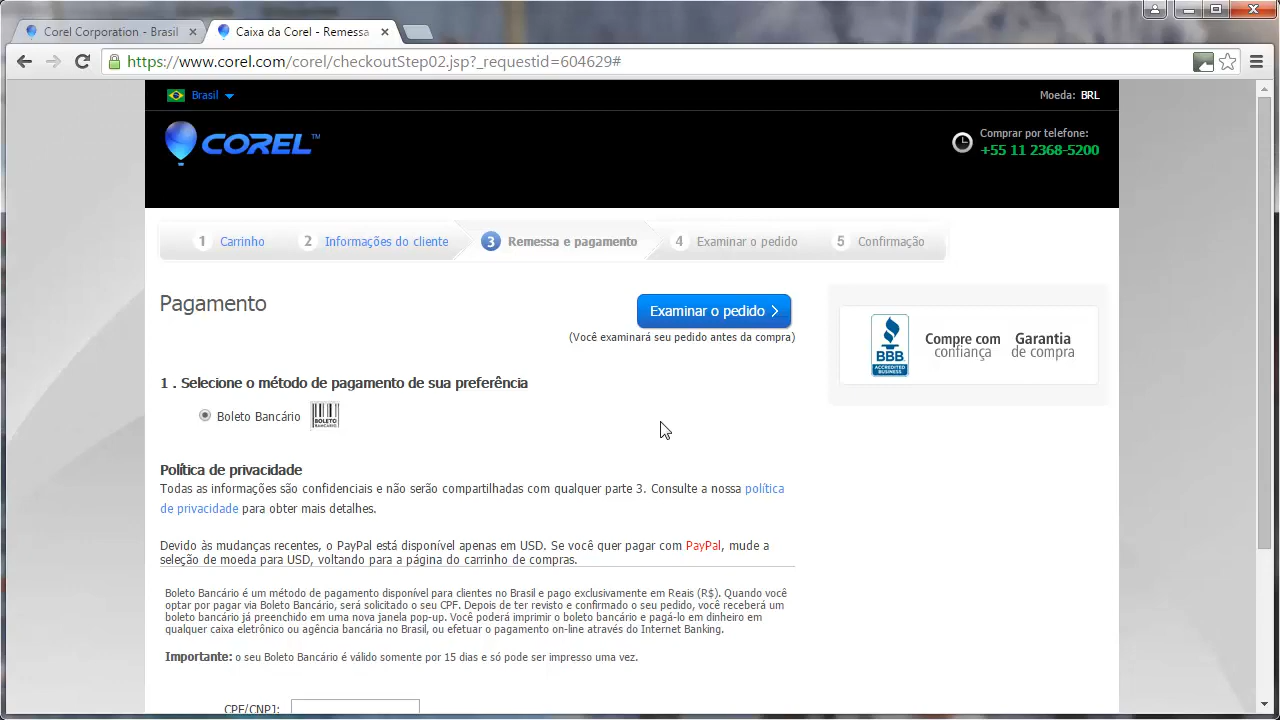 Corel Corporation - Brasil
Caixa da Corel - Remessa
https://www.corel.com/corel/checkoutStep02.jsp?_requestid=604629#
Brasil
Moeda: BRL
COREL™
Comprar por telefone:
+55 11 2368-5200
1 Carrinho
2 Informações do cliente
3 Remessa e pagamento
4 Examinar o pedido
5 Confirmação
Pagamento
Examinar o pedido
(Você examinará seu pedido antes da compra)
BBB
ACCREDITED
BUSINESS
Compre com
confiança
Garantia
de compra
1 . Selecione o método de pagamento de sua preferência
Boleto Bancário
BOLETO
BANCÁRIO
Política de privacidade
Todas as informações são confidenciais e não serão compartilhadas com qualquer parte 3. Consulte a nossa política
de privacidade para obter mais detalhes.
Devido às mudanças recentes, o PayPal está disponível apenas em USD. Se você quer pagar com PayPal, mude a
seleção de moeda para USD, voltando para a página do carrinho de compras.
Boleto Bancário é um método de pagamento disponível para clientes no Brasil e pago exclusivamente em Reais (R$). Quando você
optar por pagar via Boleto Bancário, será solicitado o seu CPF. Depois de ter revisto e confirmado o seu pedido, você receberá um
boleto bancário já preenchido em uma nova janela pop-up. Você poderá imprimir o boleto bancário e pagá-lo em dinheiro em
qualquer caixa eletrônico ou agência bancária no Brasil, ou efetuar o pagamento on-line através do Internet Banking.
Importante: o seu Boleto Bancário é válido somente por 15 dias e só pode ser impresso uma vez.
CPF/CNPJ: